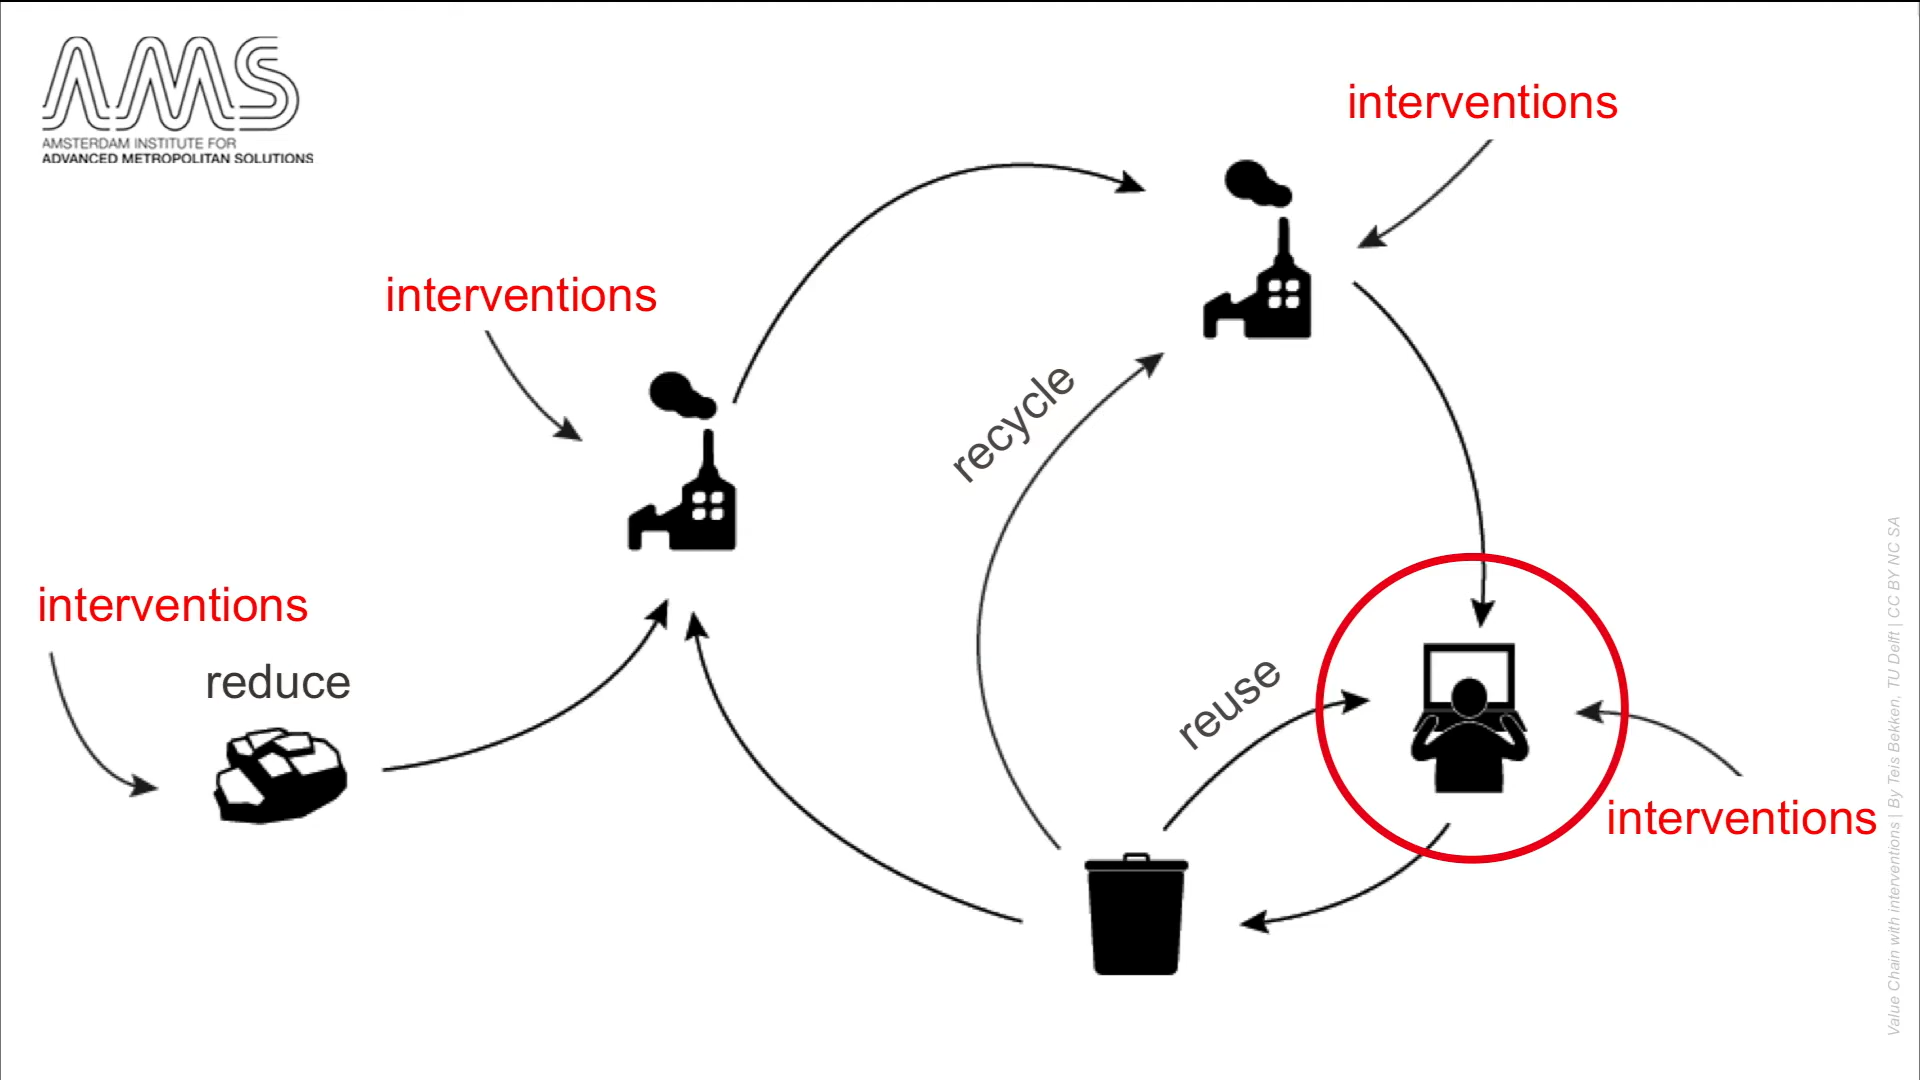 AMS
AMSTERDAM INSTITUTE FOR
ADVANCED METROPOLITAN SOLUTIONS
interventions
interventions
recycle
interventions
reduce
reuse
interventions
Value Chain with interventions | By Teis Bekken, TU Delft | CC BY NC SA